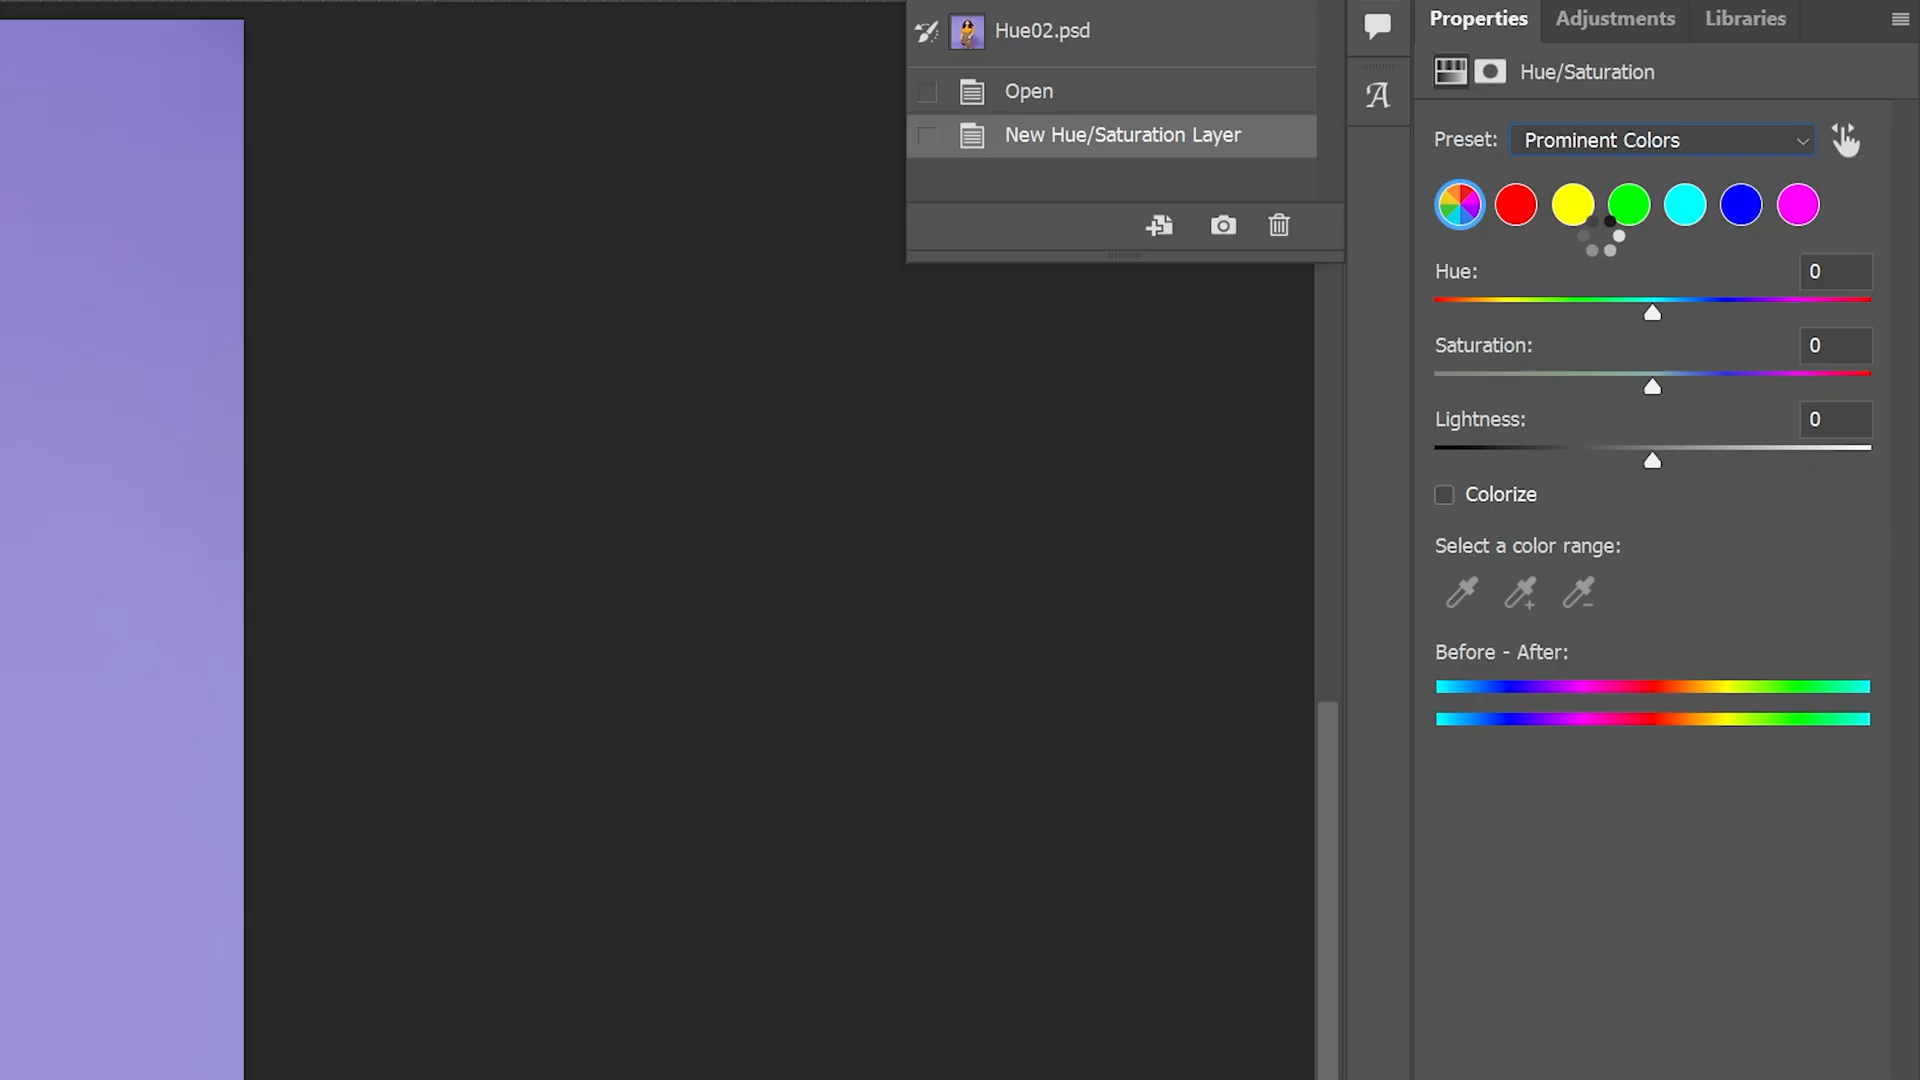 Hue02.psd
Open
New Hue/Saturation Layer
A
Properties
Adjustments
Libraries
Hue/Saturation
Preset: Prominent Colors
Hue: 0
Saturation: 0
Lightness: 0
Colorize
Select a color range:
Before - After: